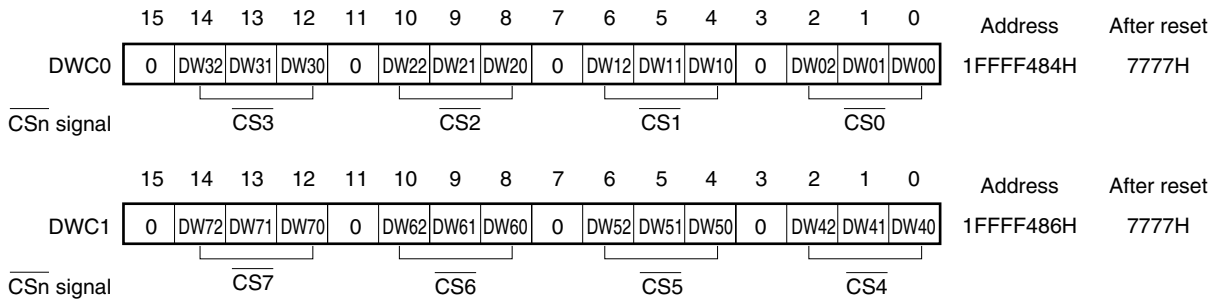 15 14 13 12 11 10 9 8 7 6 5 4 3 2 1 0 Address After reset
DWC0 0 DW32 DW31 DW30 0 DW22 DW21 DW20 0 DW12 DW11 DW10 0 DW02 DW01 DW00 1FFFF484H 7777H
CSn signal CS3 CS2 CS1 CS0
15 14 13 12 11 10 9 8 7 6 5 4 3 2 1 0 Address After reset
DWC1 0 DW72 DW71 DW70 0 DW62 DW61 DW60 0 DW52 DW51 DW50 0 DW42 DW41 DW40 1FFFF486H 7777H
CSn signal CS7 CS6 CS5 CS4